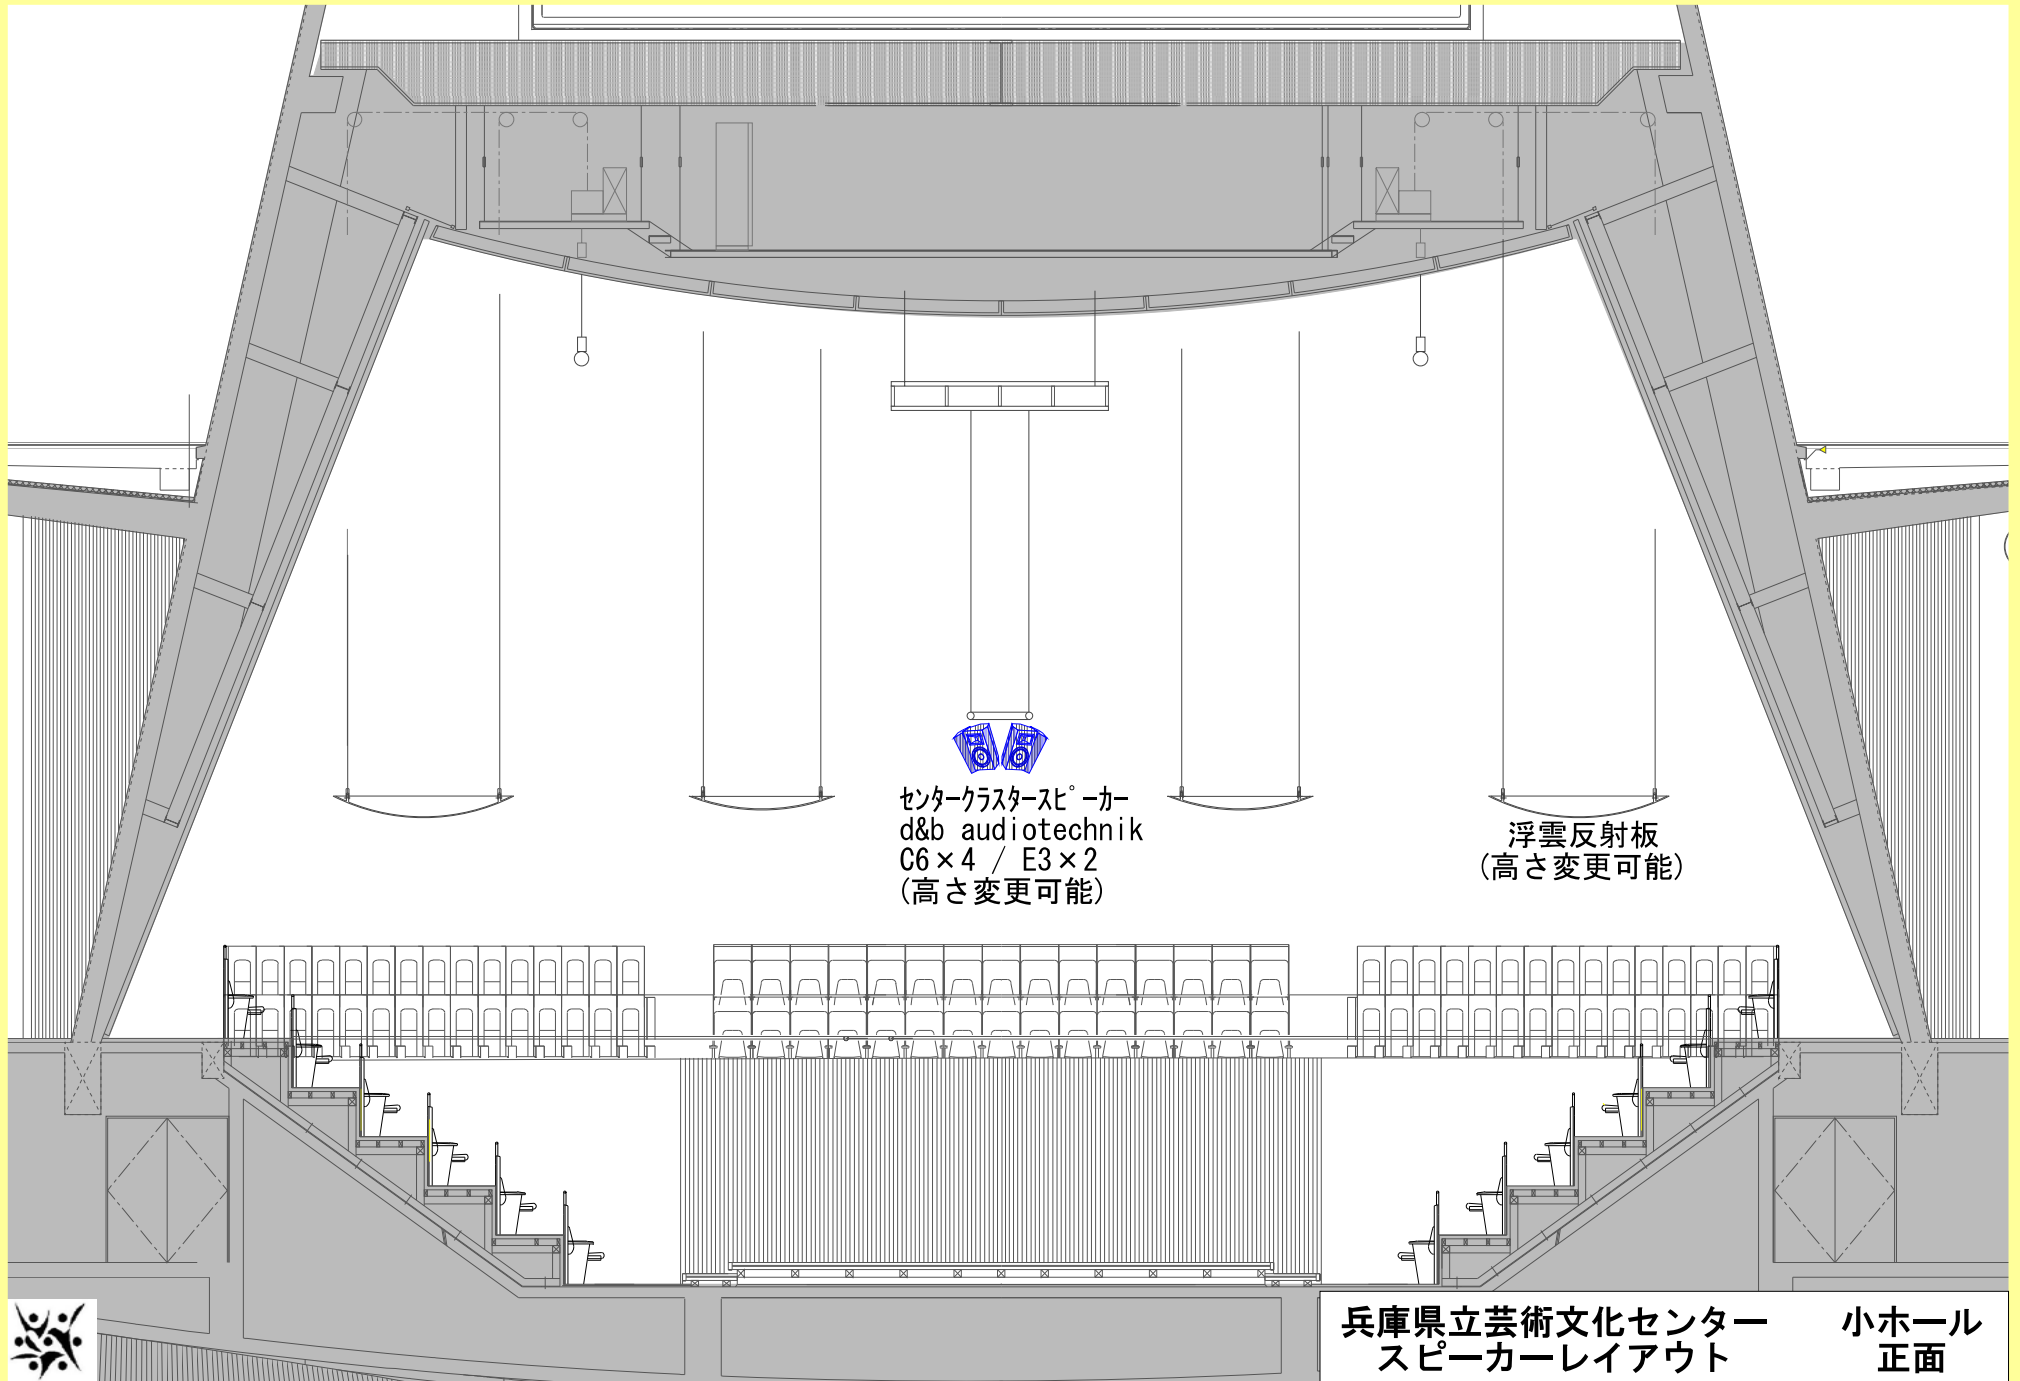 センタークラスタースピーカー
d&b audiotechnik
C6×4 / E3×2
(高さ変更可能)
浮雲反射板
(高さ変更可能)
兵庫県立芸術文化センター 小ホール
スピーカーレイアウト 正面